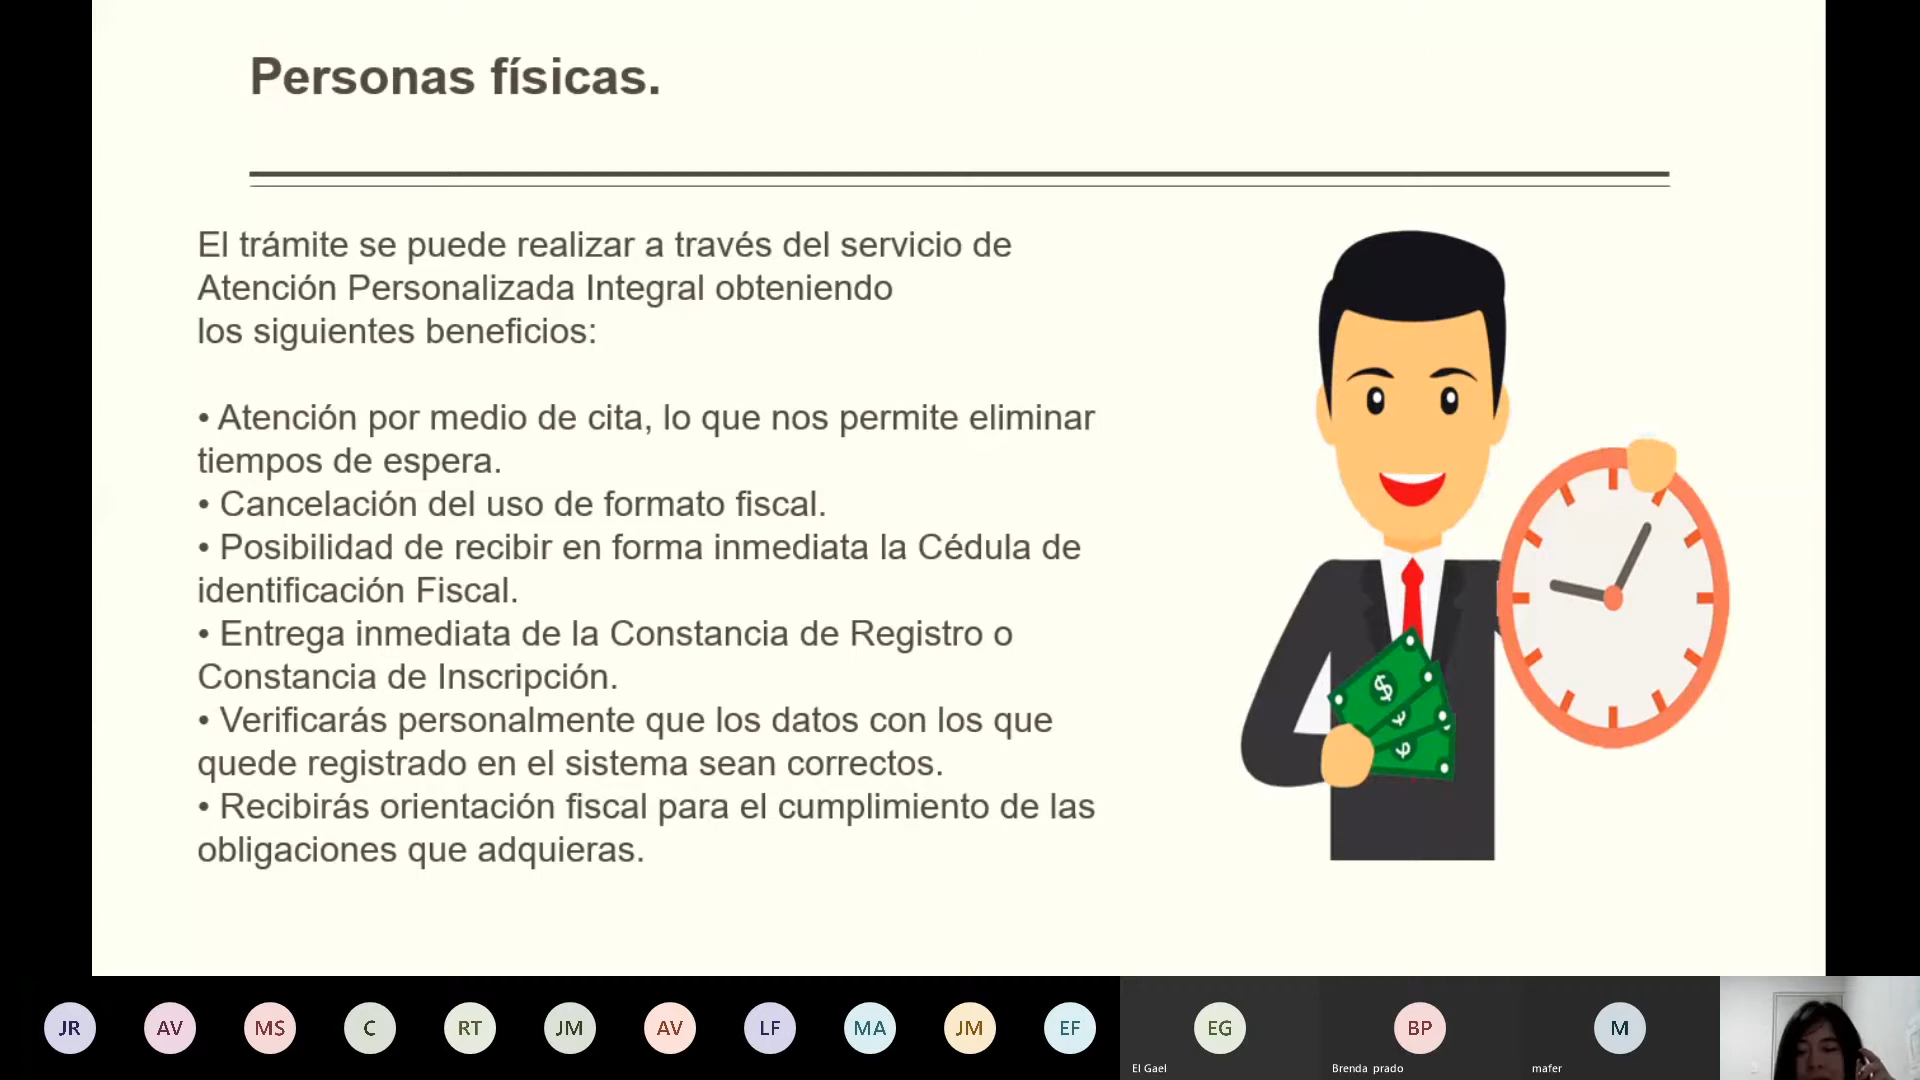 Personas físicas.
El trámite se puede realizar a través del servicio de
Atención Personalizada Integral obteniendo
los siguientes beneficios:
• Atención por medio de cita, lo que nos permite eliminar
tiempos de espera.
• Cancelación del uso de formato fiscal.
• Posibilidad de recibir en forma inmediata la Cédula de
identificación Fiscal.
• Entrega inmediata de la Constancia de Registro o
Constancia de Inscripción.
• Verificarás personalmente que los datos con los que
quede registrado en el sistema sean correctos.
• Recibirás orientación fiscal para el cumplimiento de las
obligaciones que adquieras.
$
$
$
JR AV MS C RT JM AV LF MA JM EF EG BP M
El Gael Brenda prado mafer